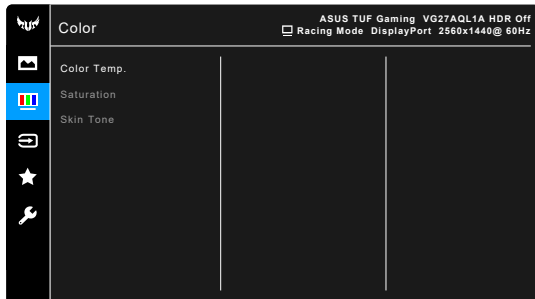 Color
ASUS TUF Gaming VG27AQL1A HDR Off
Racing Mode DisplayPort 2560x1440@ 60Hz
Color Temp.
Saturation
Skin Tone